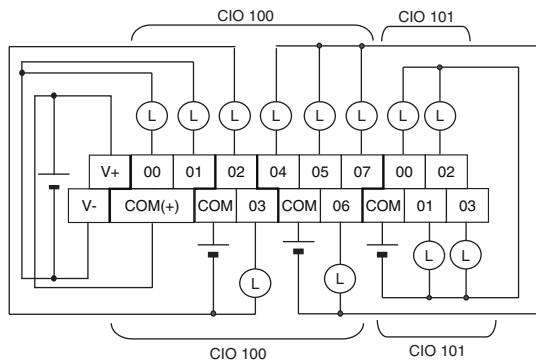 CIO 100 CIO 101
L L L L L L L L
V+ 00 01 02 04 05 07 00 02
V- COM(+) COM 03 COM 06 COM 01 03
L L L L
CIO 100 CIO 101